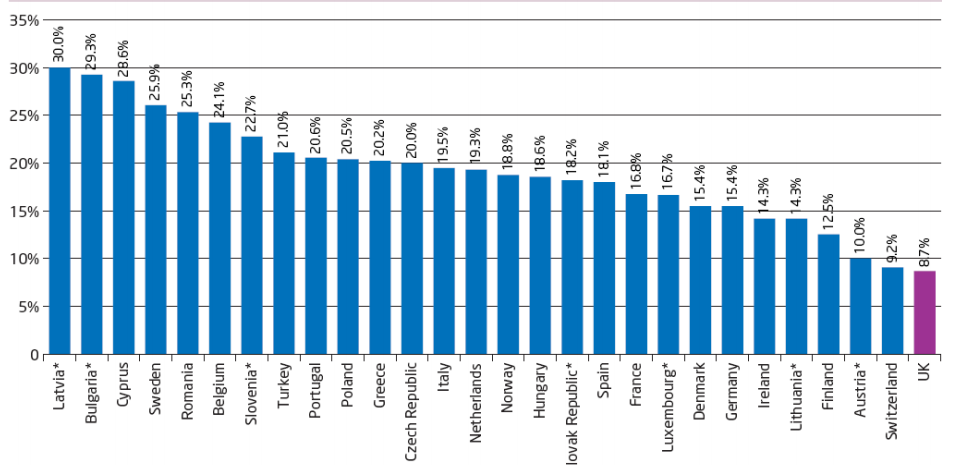 35%
30%
25%
20%
15%
10%
5%
0
30.0%
29.3%
28.6%
25.9%
25.3%
24.1%
22.7%
21.0%
20.6%
20.5%
20.2%
20.0%
19.5%
19.3%
18.8%
18.6%
18.2%
18.1%
16.8%
16.7%
15.4%
15.4%
14.3%
14.3%
12.5%
10.0%
9.2%
8.7%
Latvia*
Bulgaria*
Cyprus
Sweden
Romania
Belgium
Slovenia*
Turkey
Portugal
Poland
Greece
Czech Republic
Italy
Netherlands
Norway
Hungary
lovak Republic*
Spain
France
Luxembourg*
Denmark
Germany
Ireland
Lithuania*
Finland
Austria*
Switzerland
UK